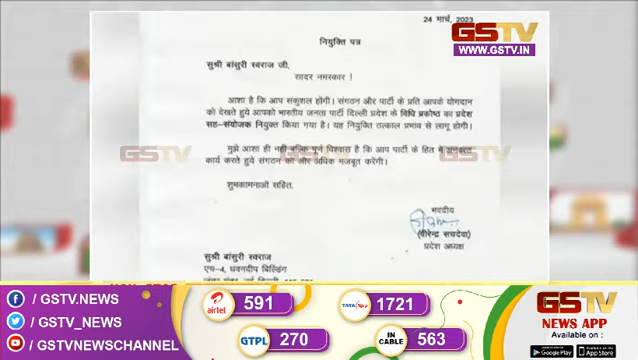 24 मार्च, 2023
GSTV
WWW.GSTV.IN
नियुक्ति पत्र
सुश्री बांसुरी स्वराज जी,
सादर नमस्कार !
आशा है कि आप सकुशल होंगी। संगठन और पार्टी के प्रति आपके योगदान
को देखते हुये आपको भारतीय जनता पार्टी दिल्ली प्रदेश के विधि प्रकोष्ठ का प्रदेश
सह-संयोजक नियुक्त किया गया है। यह नियुक्ति तत्काल प्रभाव से लागू होगी।
GSTV
GSTV
मुझे आशा ही नहीं बल्कि पूर्ण विश्वास है कि आप पार्टी के हित में अनवरत
कार्य करते हुये संगठन को और अधिक मजबूत करेगी।
शुभकामनाओं सहित,
भवदीय
(वीरेन्द्र सचदेवा)
प्रदेश अध्यक्ष
सुश्री बांसुरी स्वराज
एच-4, धवनदीप बिल्डिंग
/ GSTV.NEWS
/ GSTV_NEWS
/ GSTVNEWSCHANNEL
airtel 591
TATA PLAY 1721
GTPL 270
IN CABLE 563
GSTV
NEWS APP
Available on :
Google Play
App Store